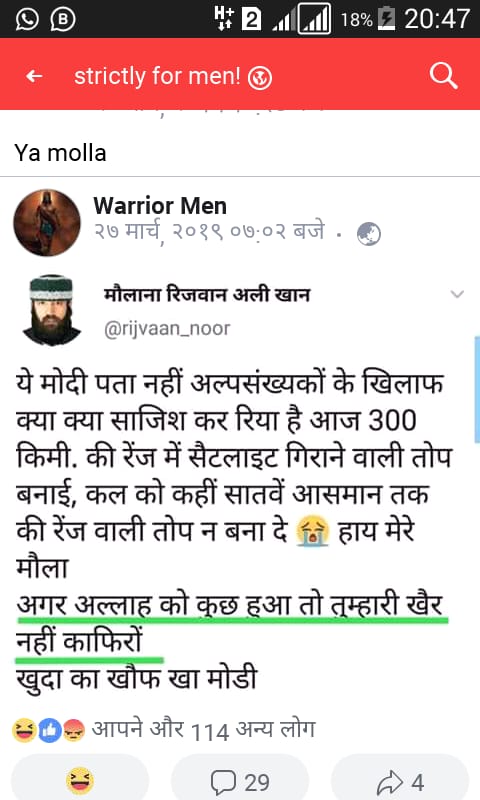 H+ 2 18% 20:47
strictly for men!
Ya molla
Warrior Men
२७ मार्च, २०१९ ०७:०२ बजे
मौलाना रिजवान अली खान
@rijvaan_noor
ये मोदी पता नहीं अल्पसंख्यकों के खिलाफ
क्या क्या साजिश कर रिया है आज 300
किमी. की रेंज में सैटलाइट गिराने वाली तोप
बनाई, कल को कहीं सातवें आसमान तक
की रेंज वाली तोप न बना दे 😭 हाय मेरे
मौला
अगर अल्लाह को कुछ हुआ तो तुम्हारी खैर
नहीं काफिरों
खुदा का खौफ खा मोडी
आपने और 114 अन्य लोग
29
4